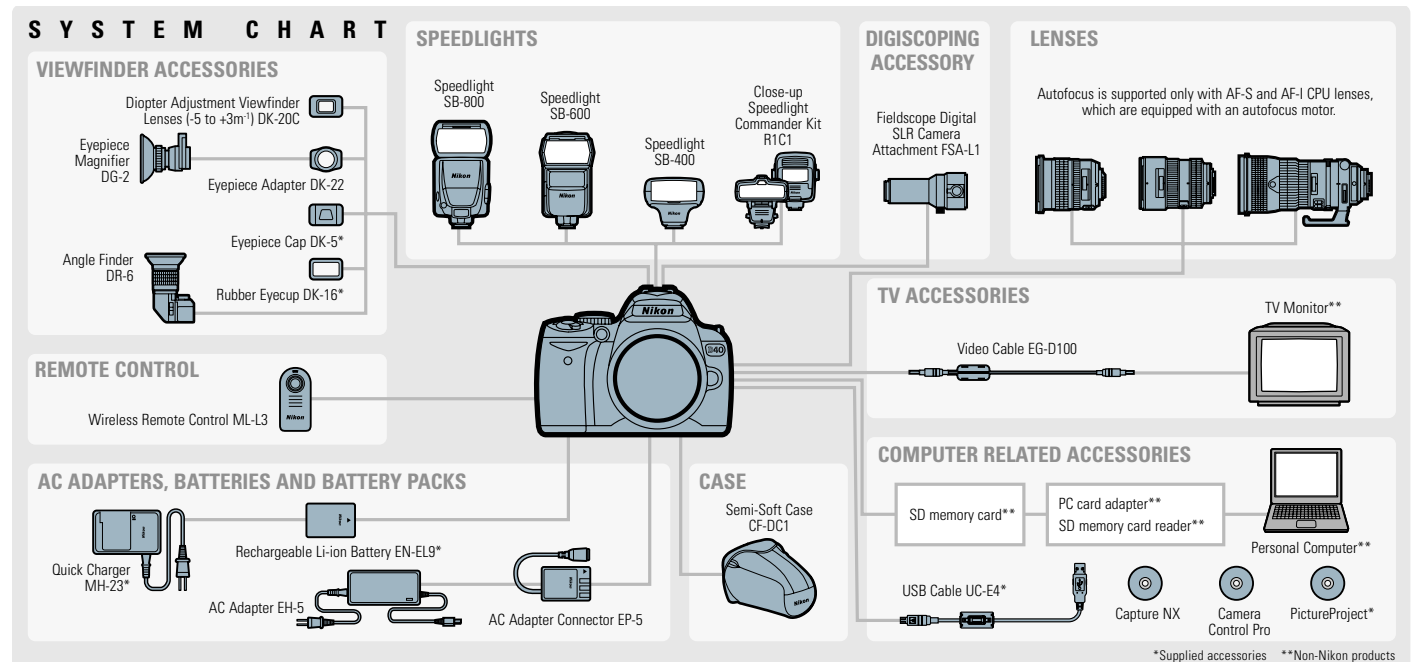 SYSTEM CHART
VIEWFINDER ACCESSORIES
Diopter Adjustment Viewfinder
Lenses (-5 to +3m⁻¹) DK-20C
Eyepiece
Magnifier
DG-2
Eyepiece Adapter DK-22
Eyepiece Cap DK-5*
Angle Finder
DR-6
Rubber Eyecup DK-16*
SPEEDLIGHTS
Speedlight
SB-800
Speedlight
SB-600
Speedlight
SB-400
Close-up
Speedlight
Commander Kit
R1C1
Nikon
Nikon
Nikon
DIGISCOPING
ACCESSORY
Fieldscope Digital
SLR Camera
Attachment FSA-L1
LENSES
Autofocus is supported only with AF-S and AF-I CPU lenses,
which are equipped with an autofocus motor.
Nikon
D40
REMOTE CONTROL
Wireless Remote Control ML-L3
Nikon
TV ACCESSORIES
TV Monitor**
Video Cable EG-D100
AC ADAPTERS, BATTERIES AND BATTERY PACKS
Rechargeable Li-ion Battery EN-EL9*
Quick Charger
MH-23*
AC Adapter EH-5
AC Adapter Connector EP-5
CASE
Semi-Soft Case
CF-DC1
Nikon
COMPUTER RELATED ACCESSORIES
SD memory card**
PC card adapter**
SD memory card reader**
Personal Computer**
USB Cable UC-E4*
Capture NX
Camera
Control Pro
PictureProject*
*Supplied accessories **Non-Nikon products